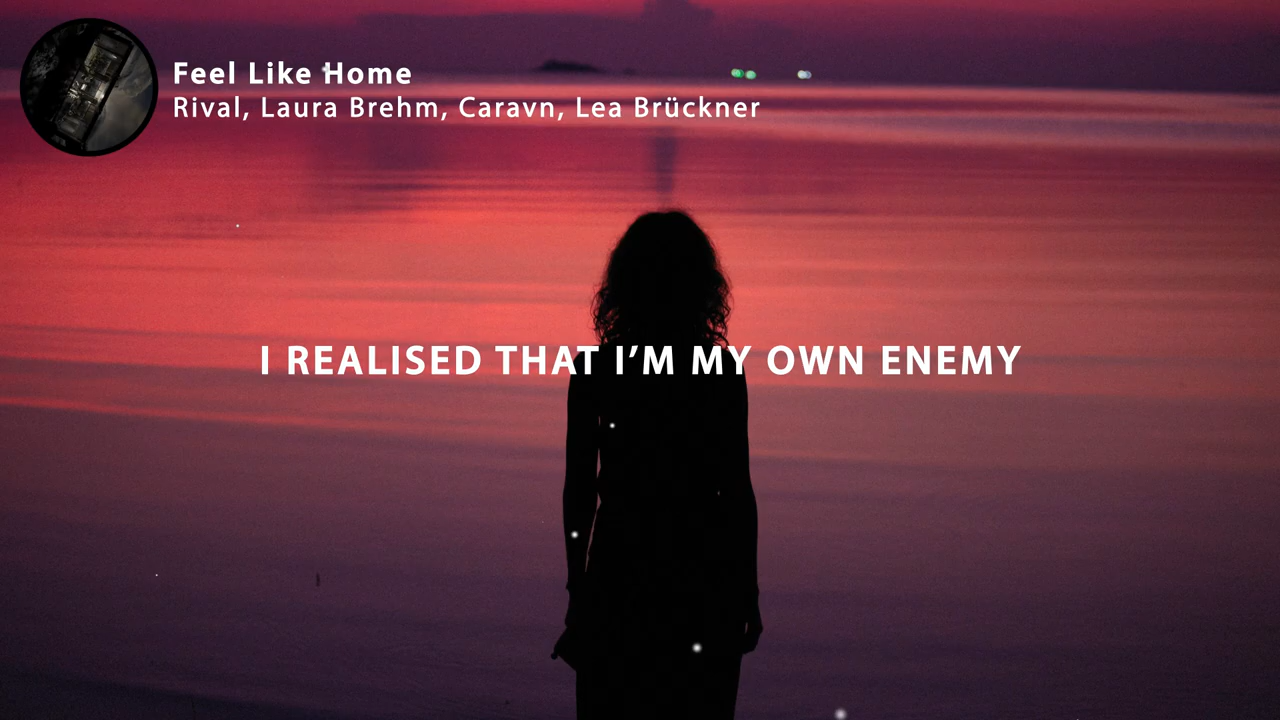 Feel Like Home
Rival, Laura Brehm, Caravn, Lea Brückner
I REALISED THAT I’M MY OWN ENEMY